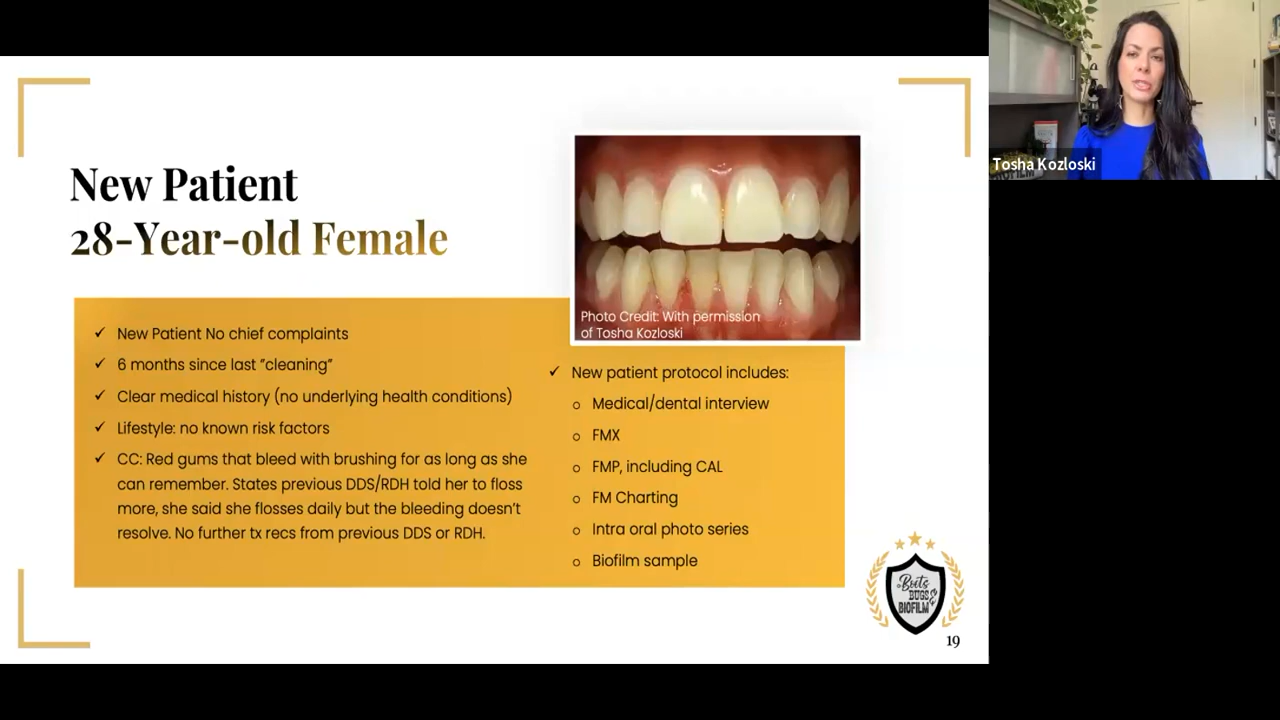 New Patient
28-Year-old Female
✓ New Patient No chief complaints
✓ 6 months since last "cleaning"
✓ Clear medical history (no underlying health conditions)
✓ Lifestyle: no known risk factors
✓ CC: Red gums that bleed with brushing for as long as she
can remember. States previous DDS/RDH told her to floss
more, she said she flosses daily but the bleeding doesn't
resolve. No further tx recs from previous DDS or RDH.
Photo Credit: With permission
of Tosha Kozloski
✓ New patient protocol includes:
o Medical/dental interview
o FMX
o FMP, including CAL
o FM Charting
o Intra oral photo series
o Biofilm sample
Boets
BUGS &
BIOFILM
19
Tosha Kozloski